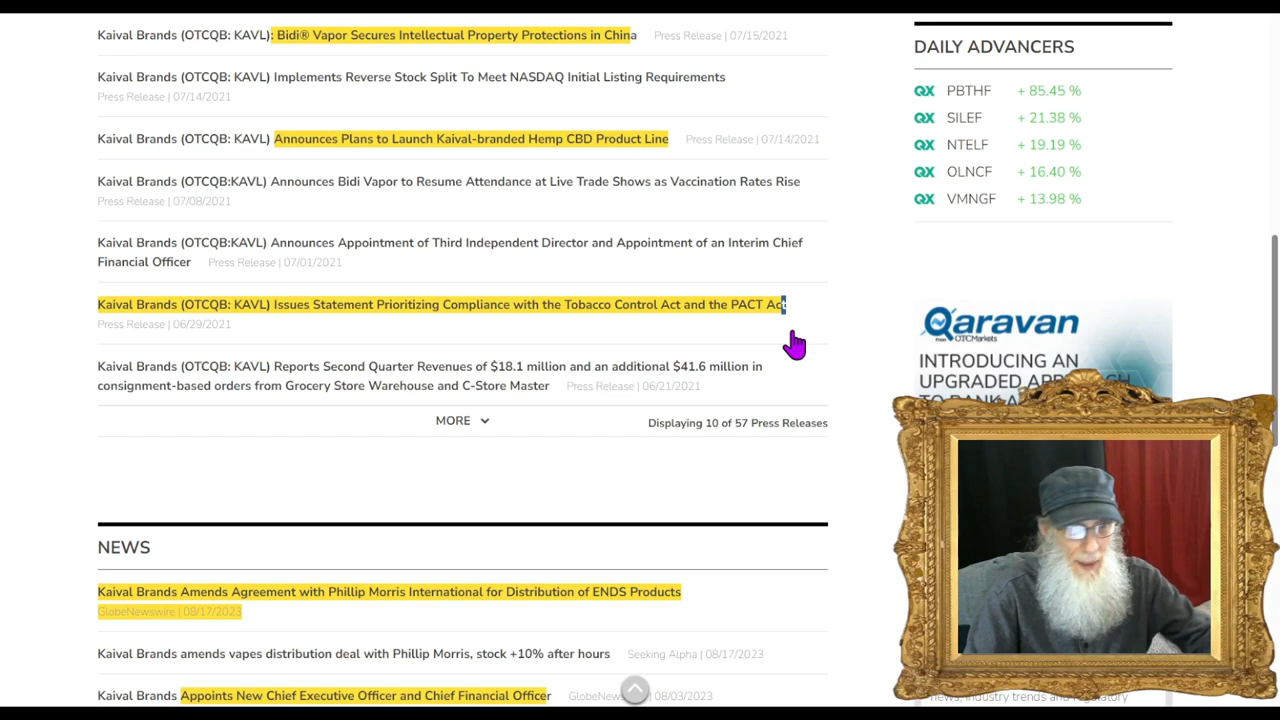 Kaival Brands (OTCQB: KAVL): Bidi® Vapor Secures Intellectual Property Protections in China Press Release | 07/15/2021
Kaival Brands (OTCQB: KAVL) Implements Reverse Stock Split To Meet NASDAQ Initial Listing Requirements
Press Release | 07/14/2021
Kaival Brands (OTCQB: KAVL) Announces Plans to Launch Kaival-branded Hemp CBD Product Line Press Release | 07/14/2021
Kaival Brands (OTCQB:KAVL) Announces Bidi Vapor to Resume Attendance at Live Trade Shows as Vaccination Rates Rise
Press Release | 07/08/2021
Kaival Brands (OTCQB:KAVL) Announces Appointment of Third Independent Director and Appointment of an Interim Chief
Financial Officer Press Release | 07/01/2021
Kaival Brands (OTCQB: KAVL) Issues Statement Prioritizing Compliance with the Tobacco Control Act and the PACT Act
Press Release | 06/29/2021
Kaival Brands (OTCQB: KAVL) Reports Second Quarter Revenues of $18.1 million and an additional $41.6 million in
consignment-based orders from Grocery Store Warehouse and C-Store Master Press Release | 06/21/2021
MORE
Displaying 10 of 57 Press Releases
NEWS
Kaival Brands Amends Agreement with Phillip Morris International for Distribution of ENDS Products
GlobeNewswire | 08/17/2023
Kaival Brands amends vapes distribution deal with Phillip Morris, stock +10% after hours Seeking Alpha | 08/17/2023
Kaival Brands Appoints New Chief Executive Officer and Chief Financial Officer | 08/03/2023
DAILY ADVANCERS
QX PBTHF + 85.45 %
QX SILEF + 21.38 %
QX NTELF + 19.19 %
QX OLNCF + 16.40 %
QX VMNGF + 13.98 %
Qaravan
From OTCMarkets
INTRODUCING AN
UPGRADED
news, industry trends and regulatory